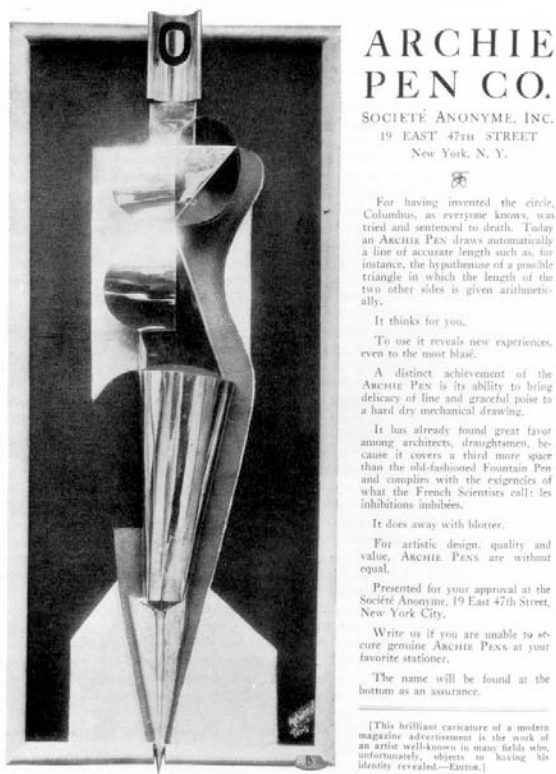 O
ARCHIE
PEN CO.
SOCIETÉ ANONYME, INC.
19 EAST 47TH STREET
New York, N. Y.
For having invented the circle,
Columbus, as everyone knows, was
tried and sentenced to death. Today
an ARCHIE PEN draws automatically
a line of accurate length such as, for
instance, the hypothenuse of a possible
triangle in which the length of the
two other sides is given arithmetic-
ally.
It thinks for you.
To use it reveals new experiences,
even to the most blasé.
A distinct achievement of the
ARCHIE PEN is its ability to bring
delicacy of line and graceful poise to
a hard dry mechanical drawing.
It has already found great favor
among architects, draughtsmen, be-
cause it covers a third more space
than the old-fashioned Fountain Pen
and complies with the exigencies of
what the French Scientists call: les
inhibitions imbibées.
It does away with blotter.
For artistic design, quality and
value, ARCHIE PENS are without
equal.
Presented for your approval at the
Société Anonyme, 19 East 47th Street,
New York City.
Write us if you are unable to se-
cure genuine ARCHIE PENS at your
favorite stationer.
The name will be found at the
bottom as an assurance.
[This brilliant caricature of a modern
magazine advertisement is the work of
an artist well-known in many fields who,
unfortunately, objects to having his
identity revealed.—EDITOR.]